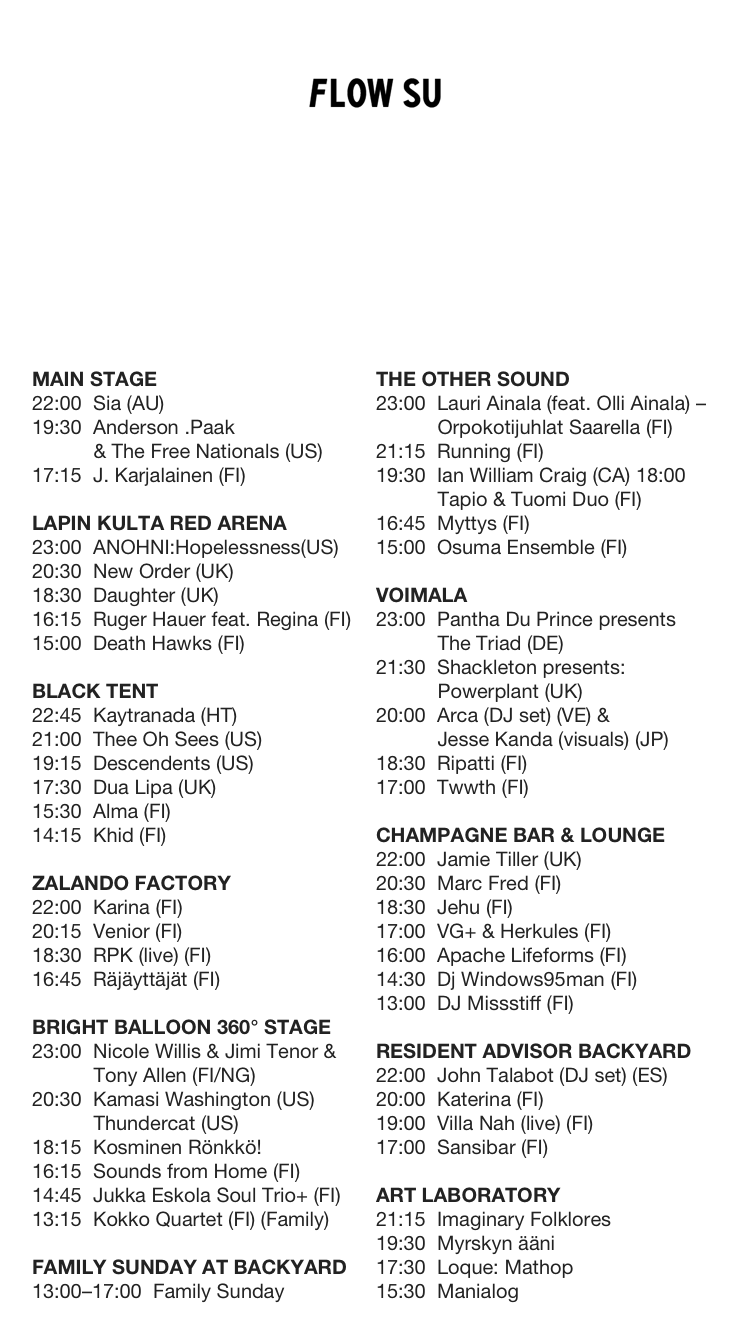 FLOW SU
MAIN STAGE
22:00 Sia (AU)
19:30 Anderson .Paak
& The Free Nationals (US)
17:15 J. Karjalainen (FI)
LAPIN KULTA RED ARENA
23:00 ANOHNI:Hopelessness(US)
20:30 New Order (UK)
18:30 Daughter (UK)
16:15 Ruger Hauer feat. Regina (FI)
15:00 Death Hawks (FI)
BLACK TENT
22:45 Kaytranada (HT)
21:00 Thee Oh Sees (US)
19:15 Descendents (US)
17:30 Dua Lipa (UK)
15:30 Alma (FI)
14:15 Khid (FI)
ZALANDO FACTORY
22:00 Karina (FI)
20:15 Venior (FI)
18:30 RPK (live) (FI)
16:45 Räjäyttäjät (FI)
BRIGHT BALLOON 360° STAGE
23:00 Nicole Willis & Jimi Tenor &
Tony Allen (FI/NG)
20:30 Kamasi Washington (US)
Thundercat (US)
18:15 Kosminen Rönkkö!
16:15 Sounds from Home (FI)
14:45 Jukka Eskola Soul Trio+ (FI)
13:15 Kokko Quartet (FI) (Family)
FAMILY SUNDAY AT BACKYARD
13:00–17:00 Family Sunday
THE OTHER SOUND
23:00 Lauri Ainala (feat. Olli Ainala) –
Orpokotijuhlat Saarella (FI)
21:15 Running (FI)
19:30 Ian William Craig (CA) 18:00
Tapio & Tuomi Duo (FI)
16:45 Myttys (FI)
15:00 Osuma Ensemble (FI)
VOIMALA
23:00 Pantha Du Prince presents
The Triad (DE)
21:30 Shackleton presents:
Powerplant (UK)
20:00 Arca (DJ set) (VE) &
Jesse Kanda (visuals) (JP)
18:30 Ripatti (FI)
17:00 Twwth (FI)
CHAMPAGNE BAR & LOUNGE
22:00 Jamie Tiller (UK)
20:30 Marc Fred (FI)
18:30 Jehu (FI)
17:00 VG+ & Herkules (FI)
16:00 Apache Lifeforms (FI)
14:30 Dj Windows95man (FI)
13:00 DJ Missstiff (FI)
RESIDENT ADVISOR BACKYARD
22:00 John Talabot (DJ set) (ES)
20:00 Katerina (FI)
19:00 Villa Nah (live) (FI)
17:00 Sansibar (FI)
ART LABORATORY
21:15 Imaginary Folklores
19:30 Myrskyn ääni
17:30 Loque: Mathop
15:30 Manialog